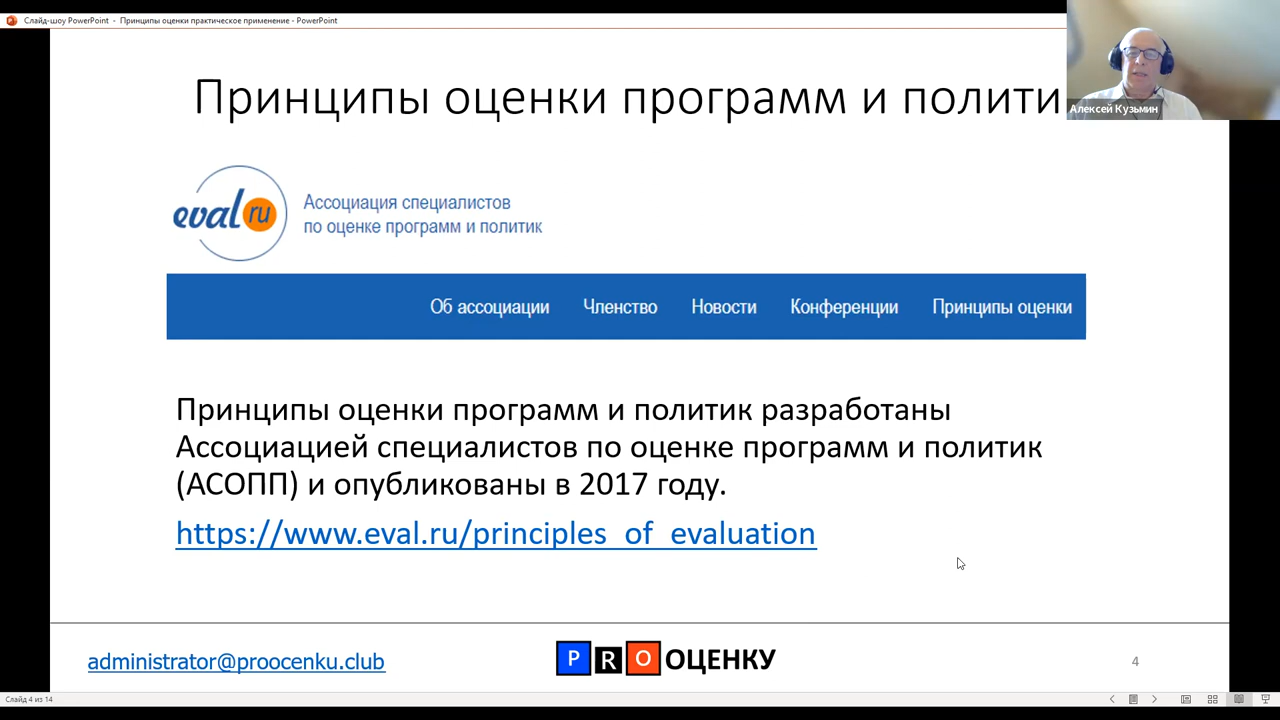 Слайд-шоу PowerPoint - Принципы оценки практическое применение - PowerPoint
Алексей Кузьмин
Принципы оценки программ и полити
eval ru
Ассоциация специалистов
по оценке программ и политик
Об ассоциации Членство Новости Конференции Принципы оценки
Принципы оценки программ и политик разработаны
Ассоциацией специалистов по оценке программ и политик
(АСОПП) и опубликованы в 2017 году.
https://www.eval.ru/principles_of_evaluation
administrator@proocenku.club
PRO ОЦЕНКУ
4
Слайд 4 из 14